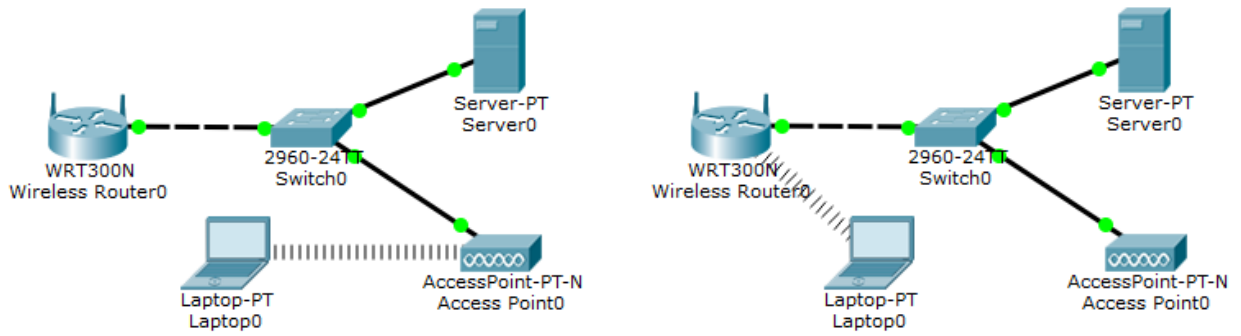 Server-PT
Server0
WRT300N
Wireless Router0
2960-24TT
Switch0
Laptop-PT
Laptop0
AccessPoint-PT-N
Access Point0
Server-PT
Server0
WRT300N
Wireless Router0
2960-24TT
Switch0
Laptop-PT
Laptop0
AccessPoint-PT-N
Access Point0